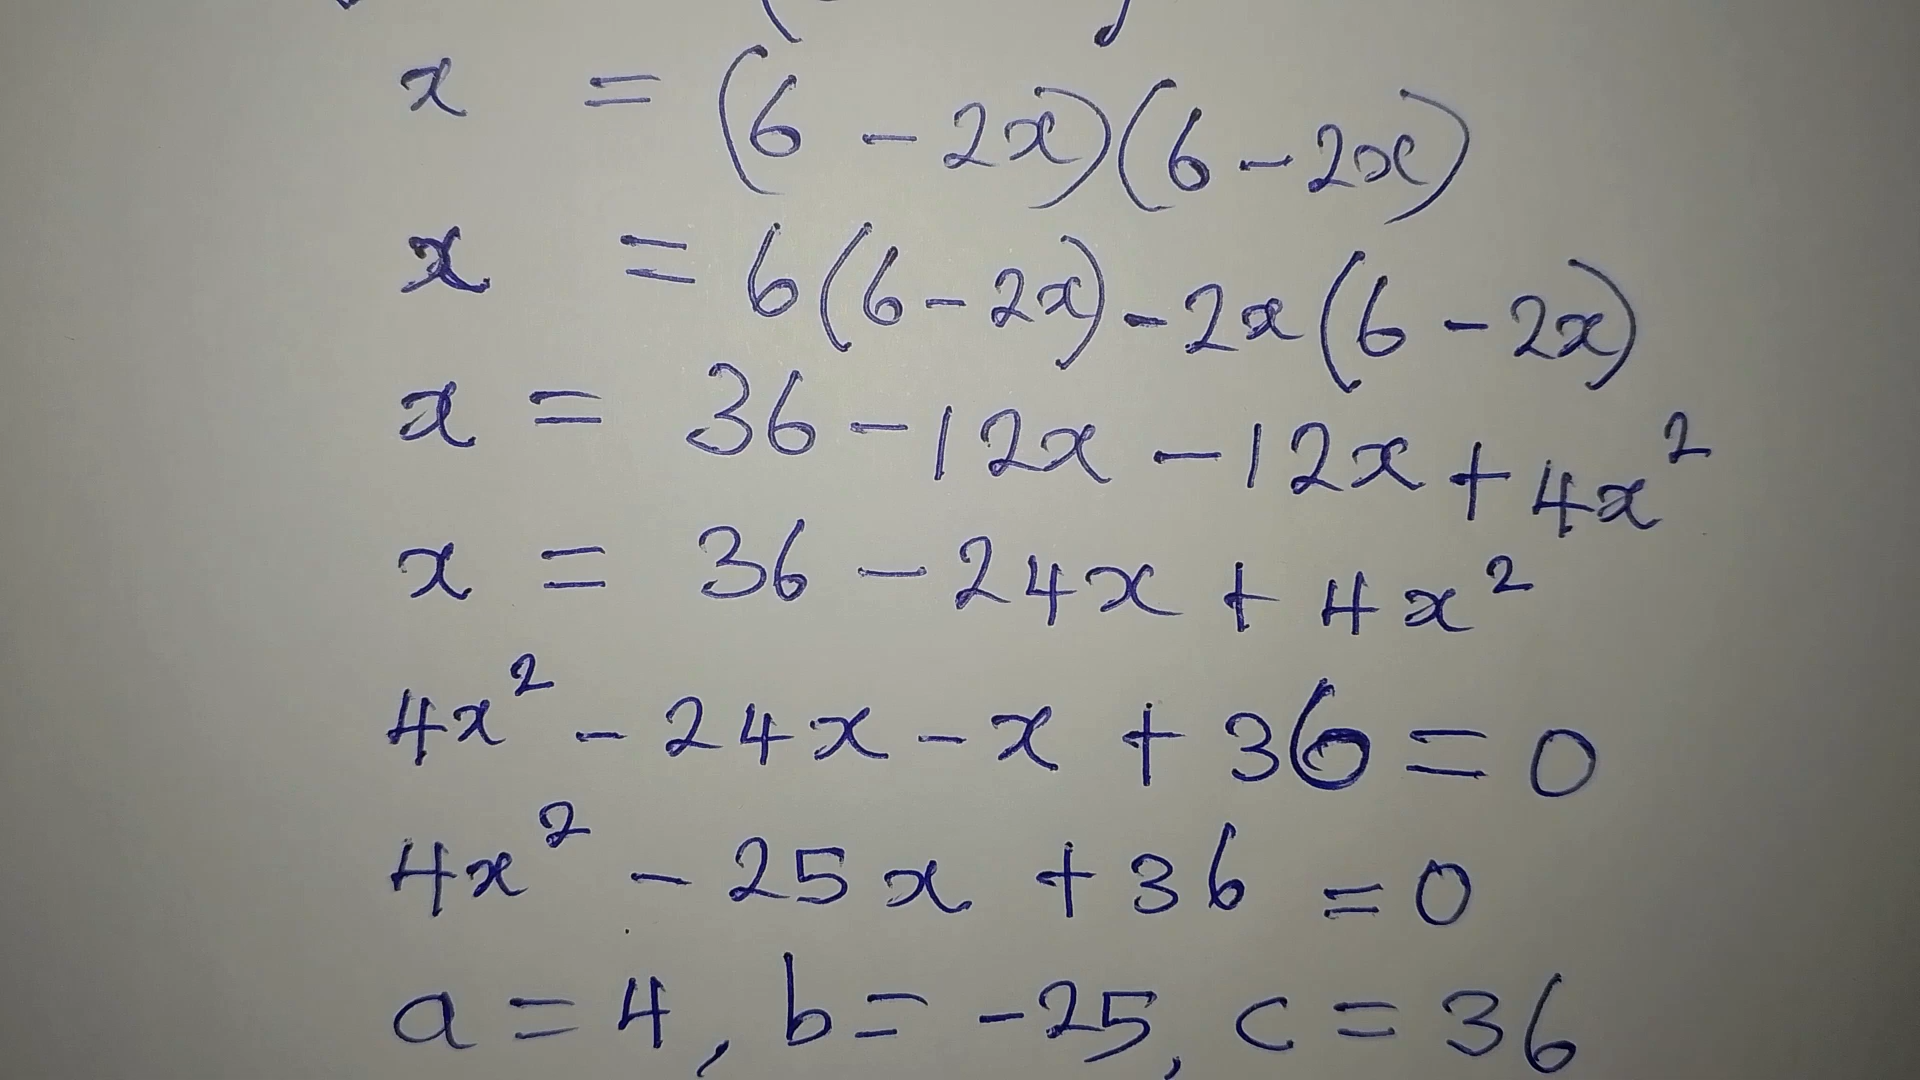 x = (6 - 2x)(6 - 2x)
x = 6(6 - 2x) - 2x(6 - 2x)
x = 36 - 12x - 12x + 4x²
x = 36 - 24x + 4x²
4x² - 24x - x + 36 = 0
4x² - 25x + 36 = 0
a = 4, b = -25, c = 36